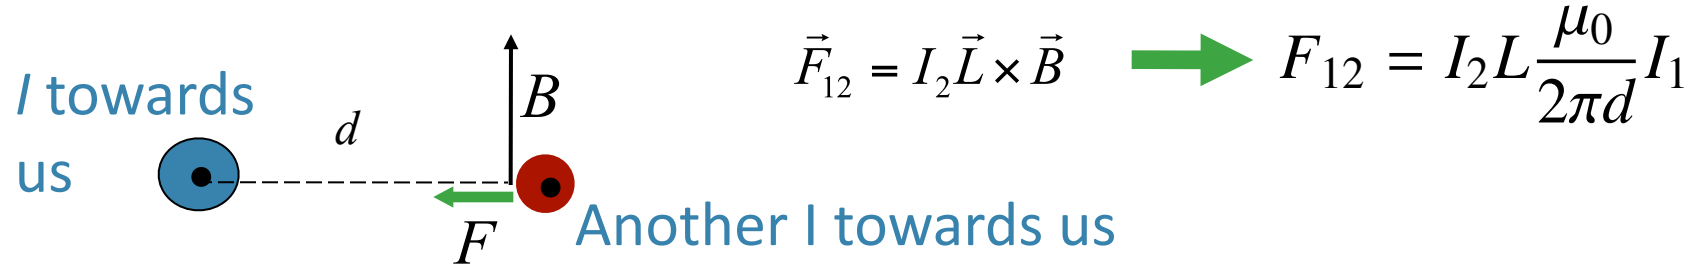 I towards
us
d
B
F
Another I towards us
F⃗₁₂ = I₂L⃗ × B⃗
F₁₂ = I₂L μ₀/2πd I₁